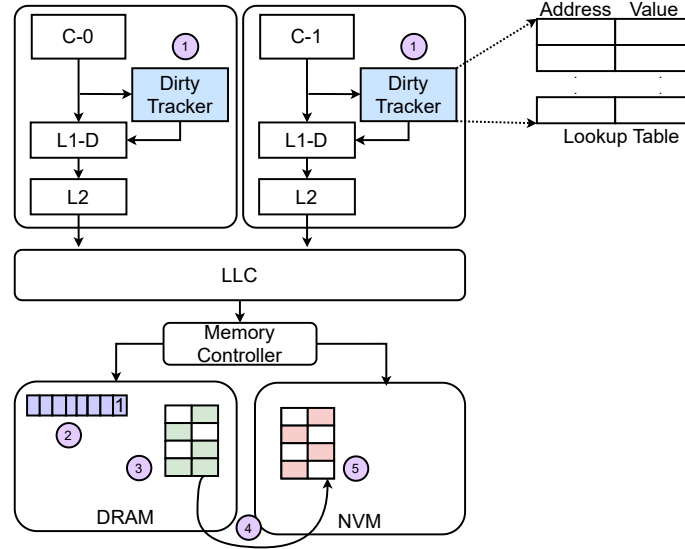 Address Value
C-0
1
C-1
1
Dirty
Tracker
Dirty
Tracker
:
:
L1-D
L1-D
Lookup Table
L2
L2
LLC
Memory
Controller
1
2
3
5
DRAM
4
NVM